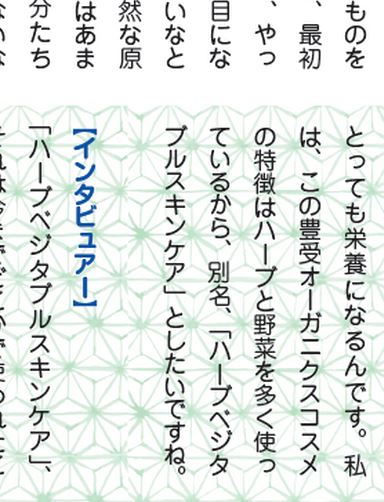 ものを
、最初
、やっ
目にな
いなと
然な原
はあま
分たち
とっても栄養になるんです。私
は、この豊受オーガニクスコスメ
の特徴はハーブと野菜を多く使っ
ているから、別名、「ハーブベジタ
ブルスキンケア」としたいですね。
【インタビュアー】
「ハーブベジタブルスキンケア」、